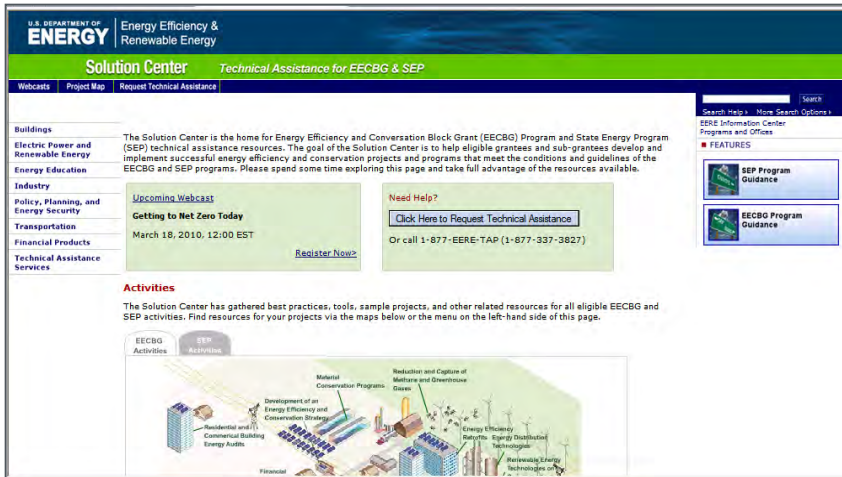 U.S. DEPARTMENT OF
ENERGY
Energy Efficiency &
Renewable Energy
Solution Center
Technical Assistance for EECBG & SEP
Webcasts
Project Map
Request Technical Assistance
Search
Search Help
More Search Options
EERE Information Center
Programs and Offices
FEATURES
SEP Program
Guidance
EECBG Program
Guidance
Buildings
Electric Power and
Renewable Energy
Energy Education
Industry
Policy, Planning, and
Energy Security
Transportation
Financial Products
Technical Assistance
Services
The Solution Center is the home for Energy Efficiency and Conversation Block Grant (EECBG) Program and State Energy Program
(SEP) technical assistance resources. The goal of the Solution Center is to help eligible grantees and sub-grantees develop and
implement successful energy efficiency and conservation projects and programs that meet the conditions and guidelines of the
EECBG and SEP programs. Please spend some time exploring this page and take full advantage of the resources available.
Upcoming Webcast
Getting to Net Zero Today
March 18, 2010, 12:00 EST
Register Now>
Need Help?
Click Here to Request Technical Assistance
Or call 1-877-EERE-TAP (1-877-337-3827)
Activities
The Solution Center has gathered best practices, tools, sample projects, and other related resources for all eligible EECBG and
SEP activities. Find resources for your projects via the maps below or the menu on the left-hand side of this page.
EECBG
Activities
SEP
Activities
Material
Conservation Programs
Reduction and Capture of
Methane and Greenhouse
Gases
Development of an
Energy Efficiency and
Conservation Strategy
Residential and
Commerical Building
Energy Audits
Energy Efficiency
Retrofits
Energy Distribution
Technologies
Renewable Energy
Technologies on
Financial